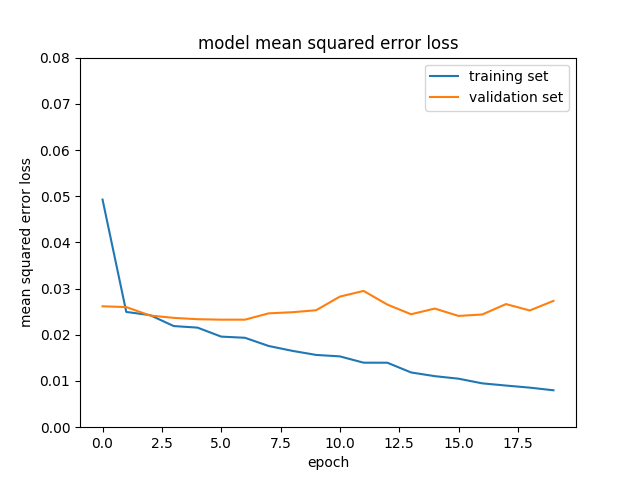 model mean squared error loss
training set
validation set
mean squared error loss
0.08
0.07
0.06
0.05
0.04
0.03
0.02
0.01
0.00
0.0 2.5 5.0 7.5 10.0 12.5 15.0 17.5
epoch